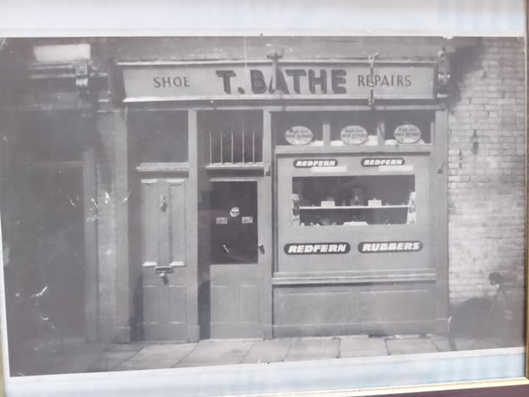 SHOE T. BATHE REPAIRS
REDFERN REDFERN
REDFERN RUBBERS